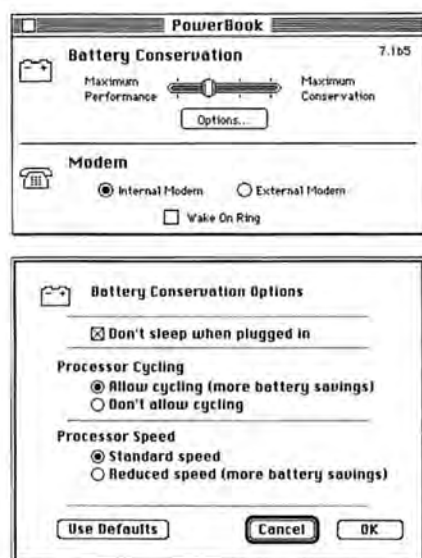 PowerBook
Battery Conservation
7.1b5
Maximum Performance
Maximum Conservation
Options...
Modem
Internal Modem
External Modem
Wake On Ring
Battery Conservation Options
Don't sleep when plugged in
Processor Cycling
Allow cycling (more battery savings)
Don't allow cycling
Processor Speed
Standard speed
Reduced speed (more battery savings)
Use Defaults
Cancel
OK